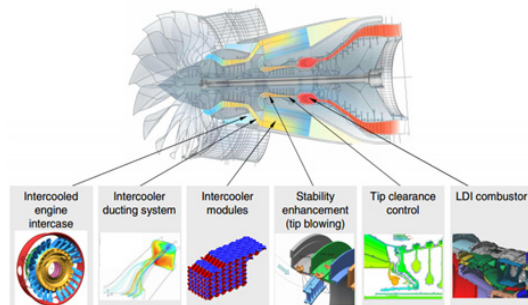 Intercooled
engine
intercase
Intercooler
ducting system
Intercooler
modules
Stability
enhancement
(tip blowing)
Tip clearance
control
LDI combustor